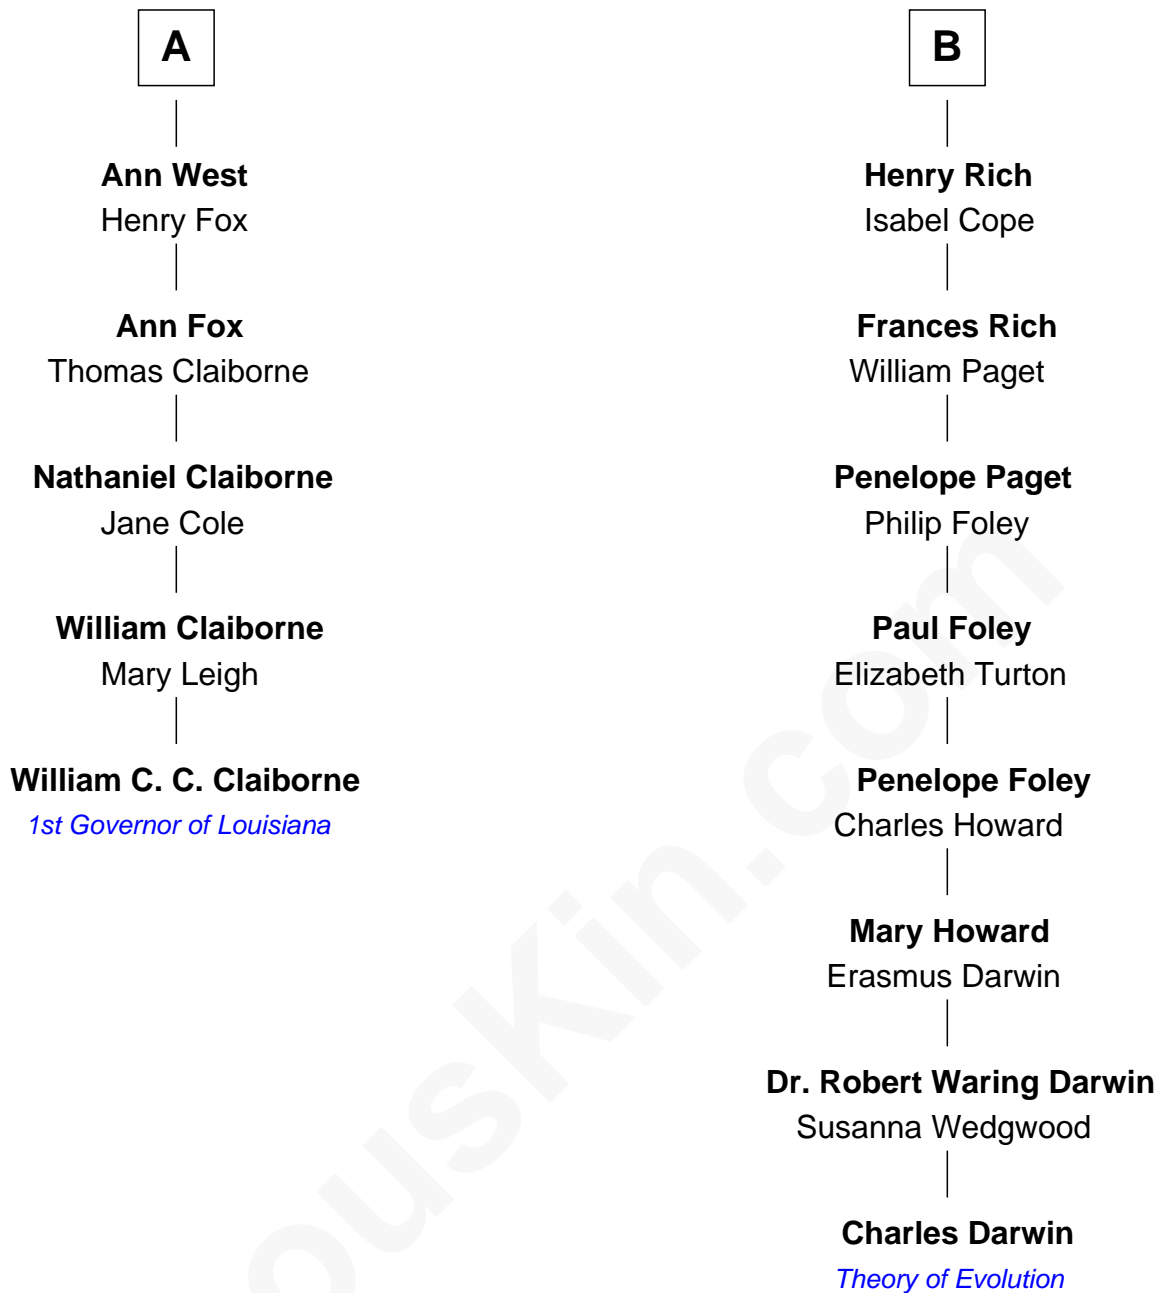 A
Ann West
Henry Fox
Ann Fox
Thomas Claiborne
Nathaniel Claiborne
Jane Cole
William Claiborne
Mary Leigh
William C. C. Claiborne
1st Governor of Louisiana
B
Henry Rich
Isabel Cope
Frances Rich
William Paget
Penelope Paget
Philip Foley
Paul Foley
Elizabeth Turton
Penelope Foley
Charles Howard
Mary Howard
Erasmus Darwin
Dr. Robert Waring Darwin
Susanna Wedgwood
Charles Darwin
Theory of Evolution
ousKin.com